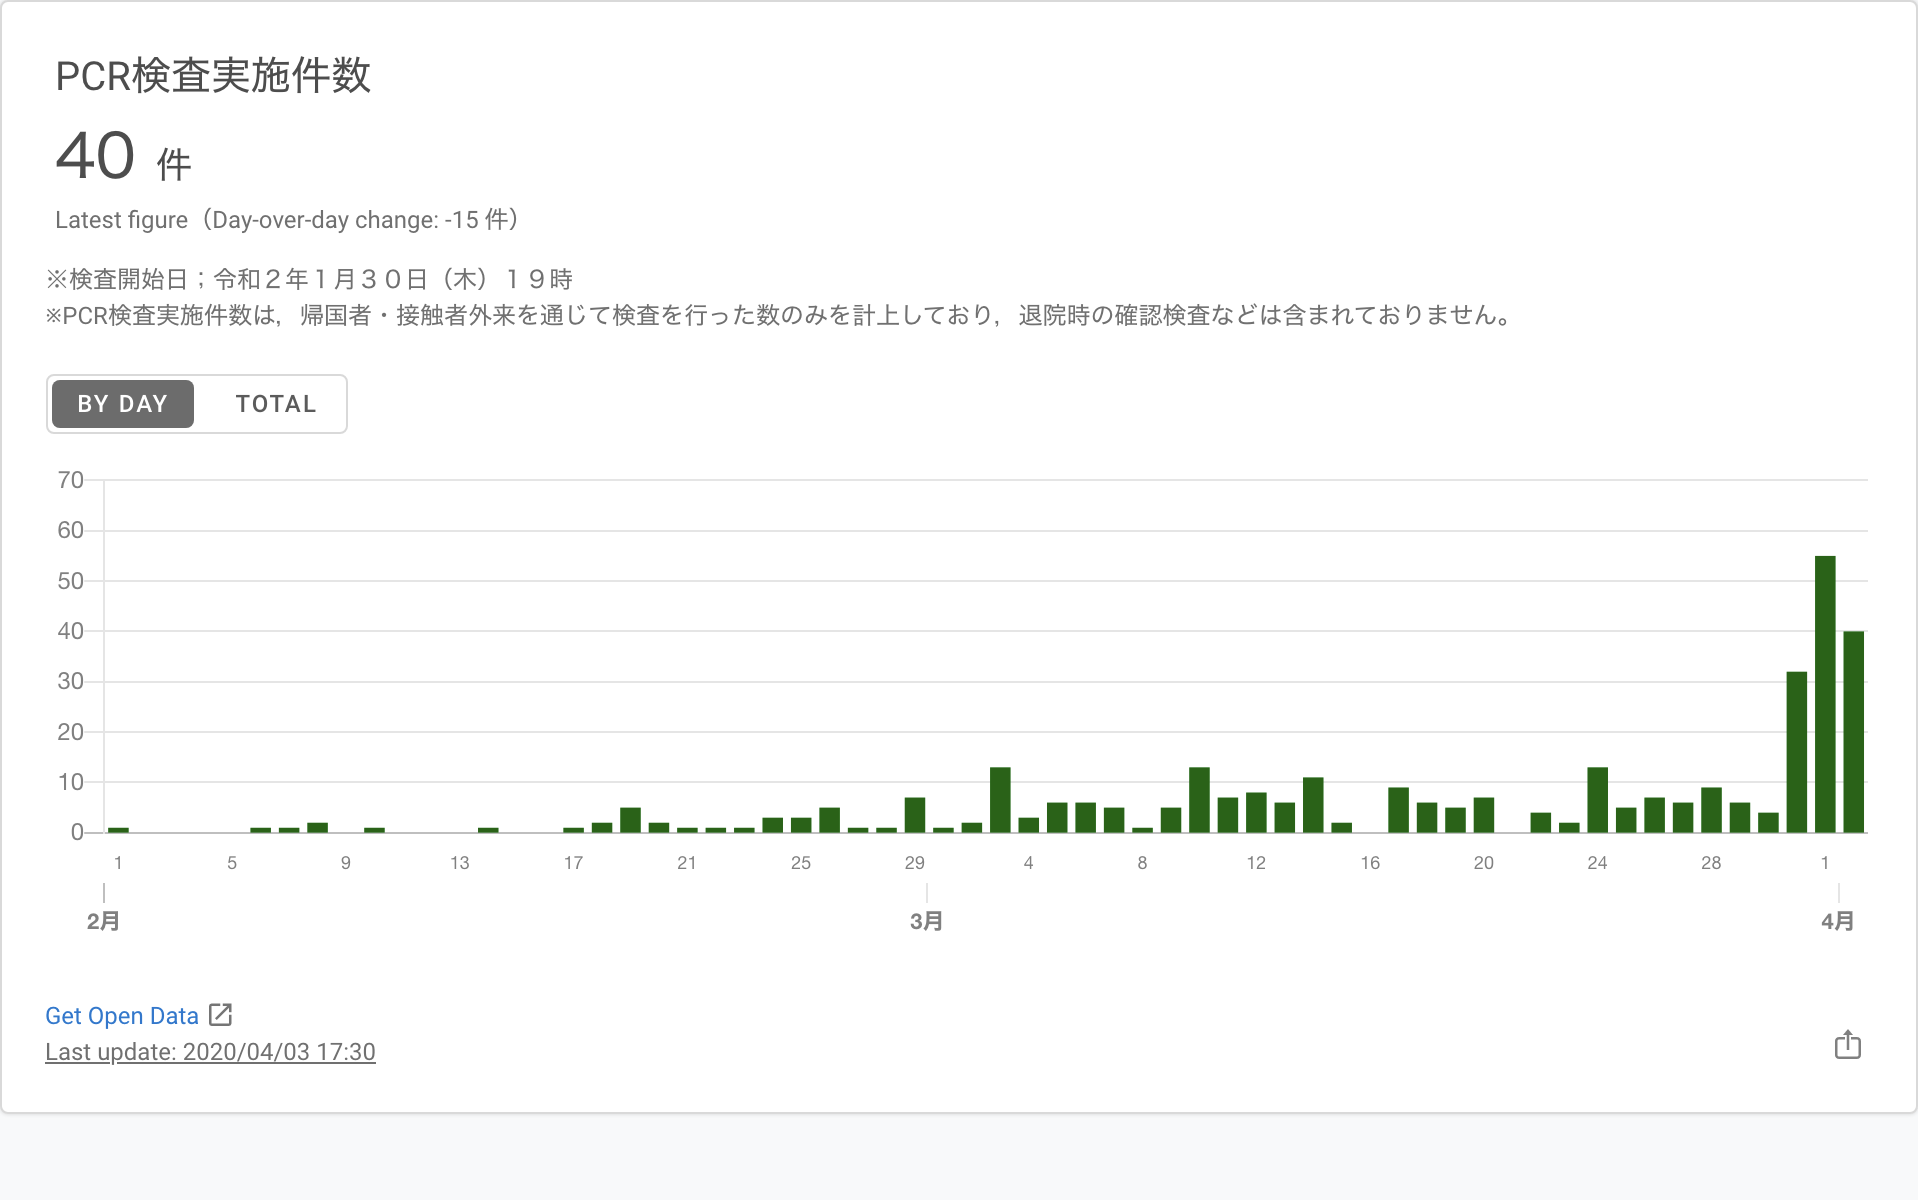 PCR検査実施件数
40 件
Latest figure（Day-over-day change: -15 件）
※検査開始日；令和２年１月３０日（木）１９時
※PCR検査実施件数は，帰国者・接触者外来を通じて検査を行った数のみを計上しており，退院時の確認検査などは含まれておりません。
BY DAY TOTAL
70
60
50
40
30
20
10
0
1 5 9 13 17 21 25 29 4 8 12 16 20 24 28 1
2月 3月 4月
Get Open Data
Last update: 2020/04/03 17:30